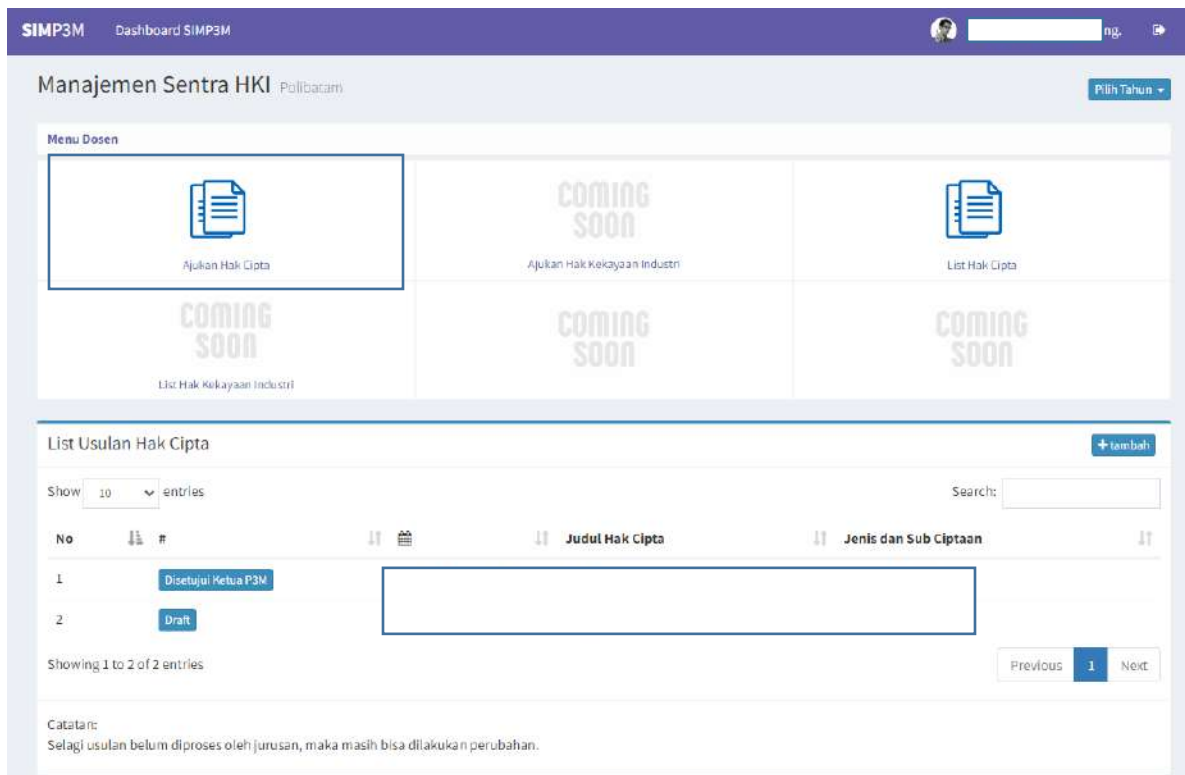 SIMP3M Dashboard SIMP3M ng.
Manajemen Sentra HKI Polibatam Pilih Tahun
Menu Dosen
COMING SOON
Ajukan Hak Cipta Ajukan Hak Kekayaan Industri List Hak Cipta
COMING SOON COMING SOON COMING SOON
List Hak Kekayaan Industri
List Usulan Hak Cipta +tambah
Show 10 entries Search:
No # Judul Hak Cipta Jenis dan Sub Ciptaan
1 Disetujui Ketua P3M
2 Draft
Showing 1 to 2 of 2 entries Previous 1 Next
Catatan:
Selagi usulan belum diproses oleh jurusan, maka masih bisa dilakukan perubahan.